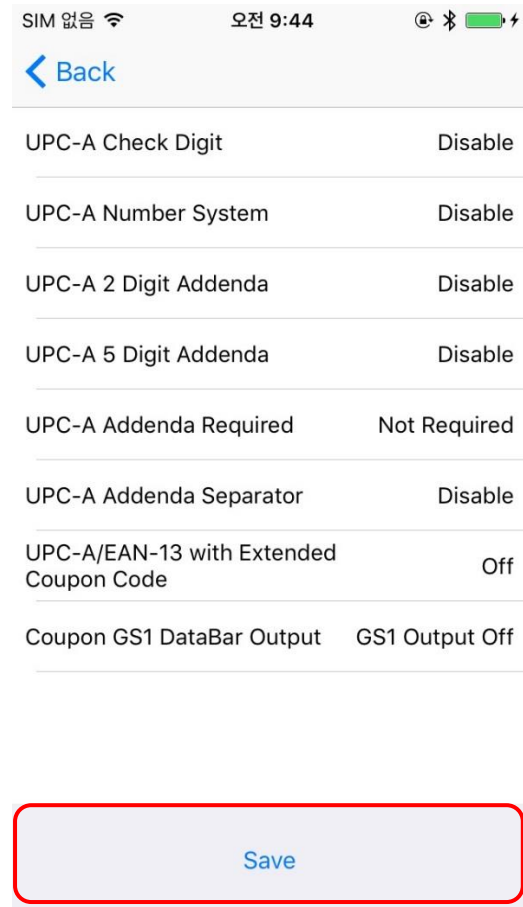 SIM 없음 오전 9:44
Back
UPC-A Check Digit Disable
UPC-A Number System Disable
UPC-A 2 Digit Addenda Disable
UPC-A 5 Digit Addenda Disable
UPC-A Addenda Required Not Required
UPC-A Addenda Separator Disable
UPC-A/EAN-13 with Extended
Coupon Code Off
Coupon GS1 DataBar Output GS1 Output Off
Save